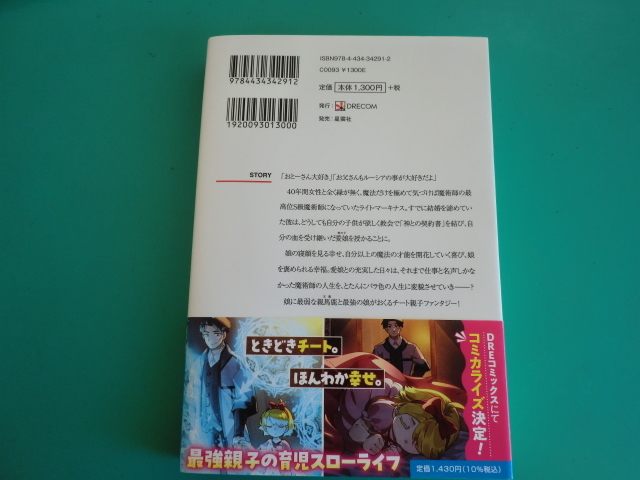 ISBN978-4-434-34291-2
C0093 ¥1300E
定価 本体1,300円 +税
発行: DRECOM
発売: 星雲社
9784434342912
1920093013000
STORY
「おとーさん大好き」「お父さんもルーシアの事が大好きだよ」
40年間女性と全く縁が無く、魔法だけを極めて気づけば魔術師の最
高位S級魔術師になっていたライトマーキナス。すでに結婚を諦めてい
た彼は、どうしても自分の子供が欲しく教会で「神との契約書」を結び、自
分の血を受け継いだ愛娘を授かることに。
娘の寝顔を見る幸せ、自分以上の魔法の才能を開花していく喜び、娘
を褒められる幸福。愛娘との充実した日々は、それまで仕事と名声しかな
かった魔術師の人生を、とたんにバラ色の人生に変貌させていき――?
娘に最弱な親馬鹿と最強の娘がおくるチート親子ファンタジー!
ときどきチート。
ほんわか幸せ。
最強親子の育児スローライフ
DREコミックスにて
コミカライズ決定!
定価1,430円(10%税込)